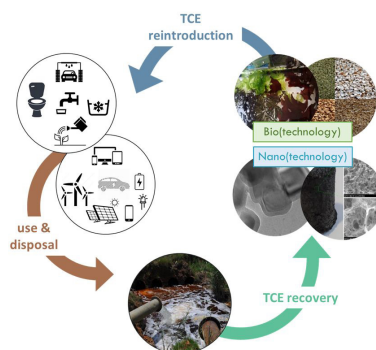 TCE
reintroduction
Bio(technology)
Nano(technology)
use &
disposal
TCE recovery